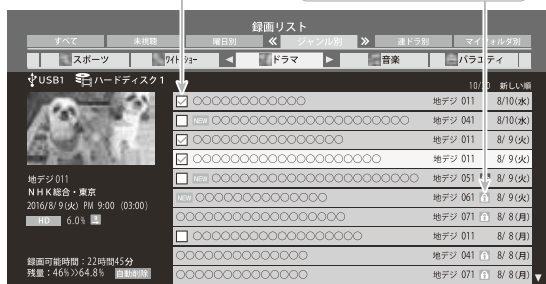 録画リスト
すべて 未視聴 曜日別 ≪ ジャンル別 ≫ 連ドラ別 マイフォルダ別
スポーツ ワイドショー ◀ ドラマ ▶ 音楽 バラエティ
USB1 ハードディスク1
10/ 0 新しい順
○○○○○○○○○○○○ 地デジ 011 8/10(水)
NEW ○○○○○○○○○○○○○○○○○○○○○○○ 地デジ 041 8/10(水)
○○○○○○○○○○○○○○○○ 地デジ 011 8/ 9(火)
○○○○○○○○○○○○○○○○○○○○ 地デジ 011 8/ 9(火)
NEW ○○○○○○○○○○○○○○○○○○○○○○○○ 地デジ 051 8/ 9(火)
NEW ○○○○○○○○○○○○○○ 地デジ 061 8/ 9(火)
○○○○○○○○○○○○○○○○○○ 地デジ 071 8/ 8(月)
○○○○○○○○○○○○○○○○○○ 地デジ 011 8/ 8(月)
○○○○○○○○○○○○○○ 地デジ 041 8/ 8(月)
○○○○○○○○○○○○○○ 地デジ 071 8/ 8(月)
地デジ 011
NHK総合・東京
2016/8/ 9(火) PM 9:00 (03:00)
HD 6.0%
録画可能時間：22時間45分
残量：46%≫64.8% 自動削除